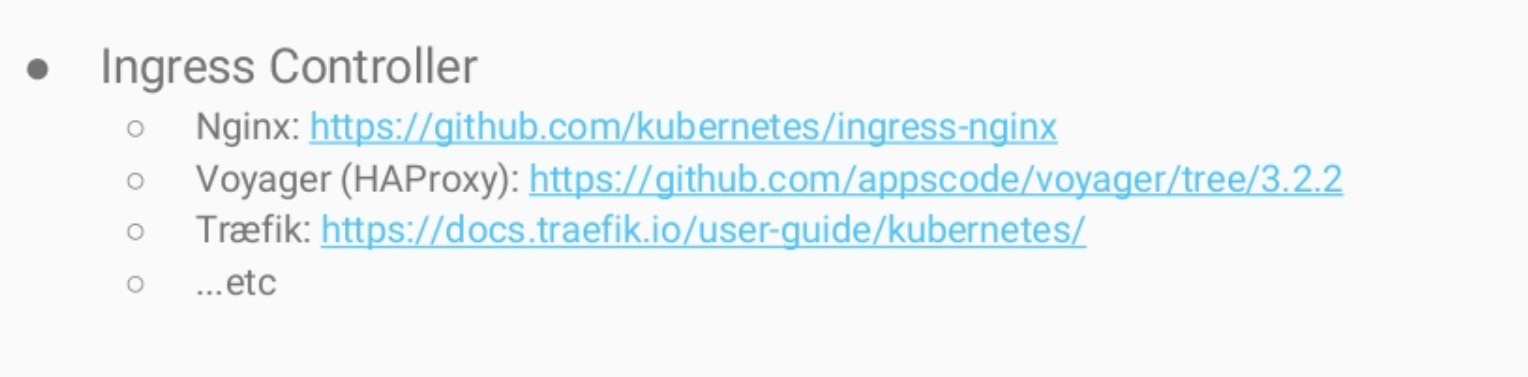 ● Ingress Controller
○ Nginx: https://github.com/kubernetes/ingress-nginx
○ Voyager (HAProxy): https://github.com/appscode/voyager/tree/3.2.2
○ Træfik: https://docs.traefik.io/user-guide/kubernetes/
○ ...etc